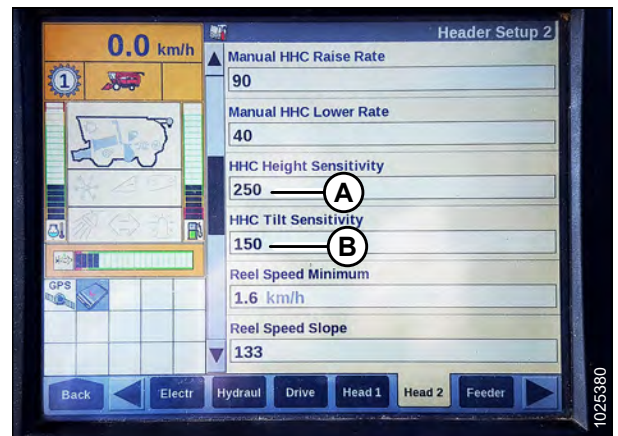 0.0 km/h
Header Setup 2
1
Manual HHC Raise Rate
90
Manual HHC Lower Rate
40
HHC Height Sensitivity
250
A
HHC Tilt Sensitivity
150
B
Reel Speed Minimum
1.6 km/h
GPS
Reel Speed Slope
133
Back
Electr
Hydraul
Drive
Head 1
Head 2
Feeder
1025380